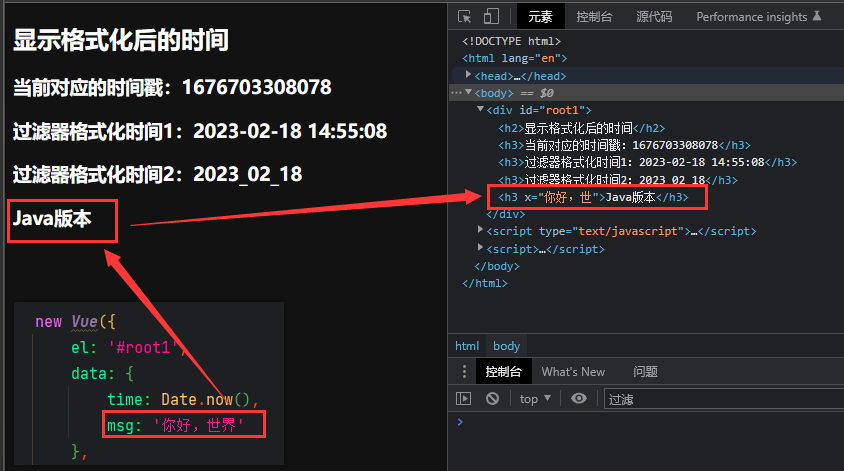 显示格式化后的时间
当前对应的时间戳：1676703308078
过滤器格式化时间1：2023-02-18 14:55:08
过滤器格式化时间2：2023_02_18
Java版本
new Vue({
el: '#root1',
data: {
time: Date.now(),
msg: '你好，世界'
},
元素 控制台 源代码 Performance insights
<!DOCTYPE html>
<html lang="en">
<head>…</head>
<body> == $0
<div id="root1">
<h2>显示格式化后的时间</h2>
<h3>当前对应的时间戳：1676703308078</h3>
<h3>过滤器格式化时间1：2023-02-18 14:55:08</h3>
<h3>过滤器格式化时间2：2023_02_18</h3>
<h3 x="你好，世">Java版本</h3>
</div>
<script type="text/javascript">…</script>
<script>…</script>
</body>
</html>
html body
控制台 What's New 问题
top 过滤